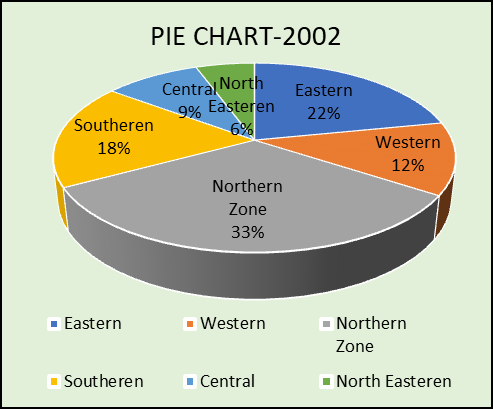 PIE CHART-2002
Eastern
22%
Western
12%
Northern
Zone
33%
Southeren
18%
Central
9%
North
Easteren
6%
Eastern
Western
Northern
Zone
Southeren
Central
North Easteren